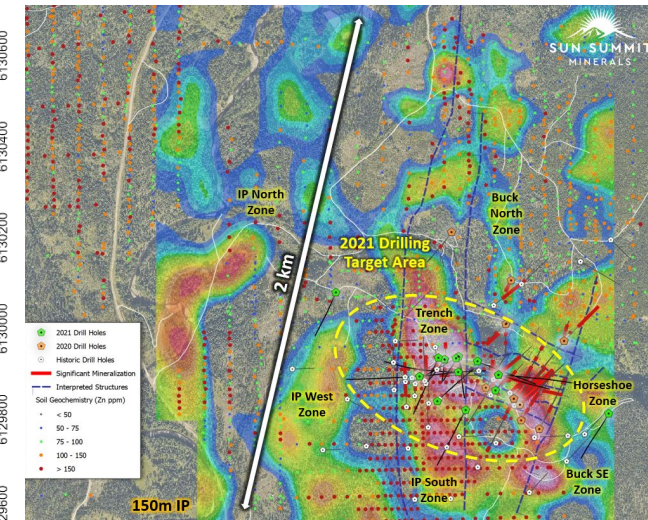 SUN SUMMIT
MINERALS
6130600
6130400
6130200
6130000
6129800
29600
IP North
Zone
Buck
North
Zone
2021 Drilling
Target Area
2 km
Trench
Zone
IP West
Zone
Horseshoe
Zone
IP South
Zone
Buck SE
Zone
150m IP
2021 Drill Holes
2020 Drill Holes
Historic Drill Holes
Significant Mineralization
Interpreted Structures
Soil Geochemistry (Zn ppm)
< 50
50 - 75
75 - 100
100 - 150
> 150